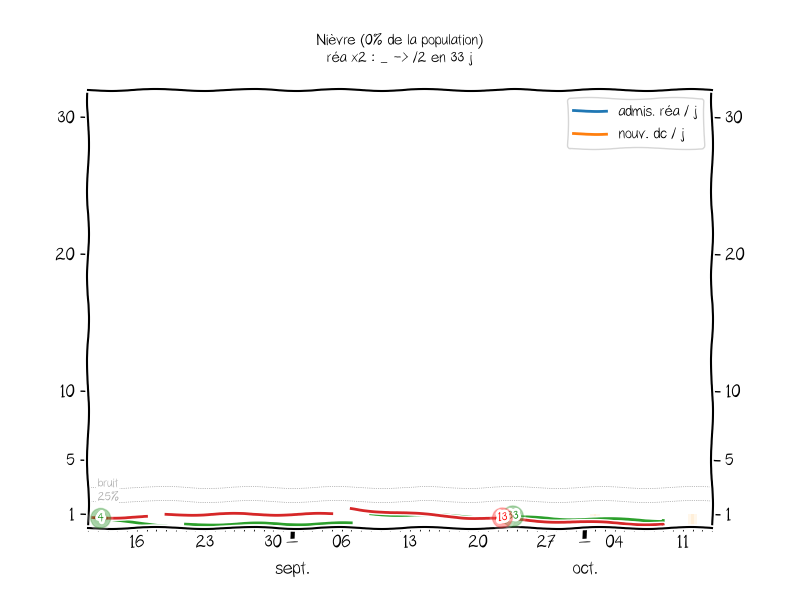 Nièvre (0% de la population)
réa x2 : _ -> /2 en 33 j
admis. réa / j
nouv. dc / j
30
30
20
20
10
10
5
5
bruit
25%
1
1
4
13
16 23 30 06 13 20 27 04 11
sept. oct.